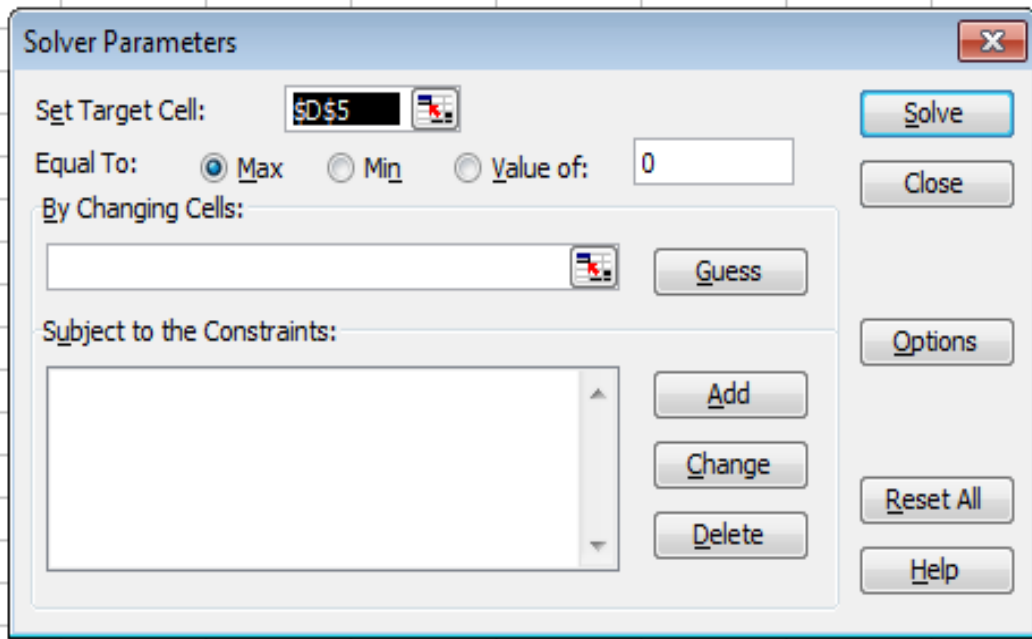 Solver Parameters
Set Target Cell: $D$5 Solve
Equal To: Max Min Value of: 0
Close
By Changing Cells:
Guess
Subject to the Constraints:
Options
Add
Change
Reset All
Delete
Help